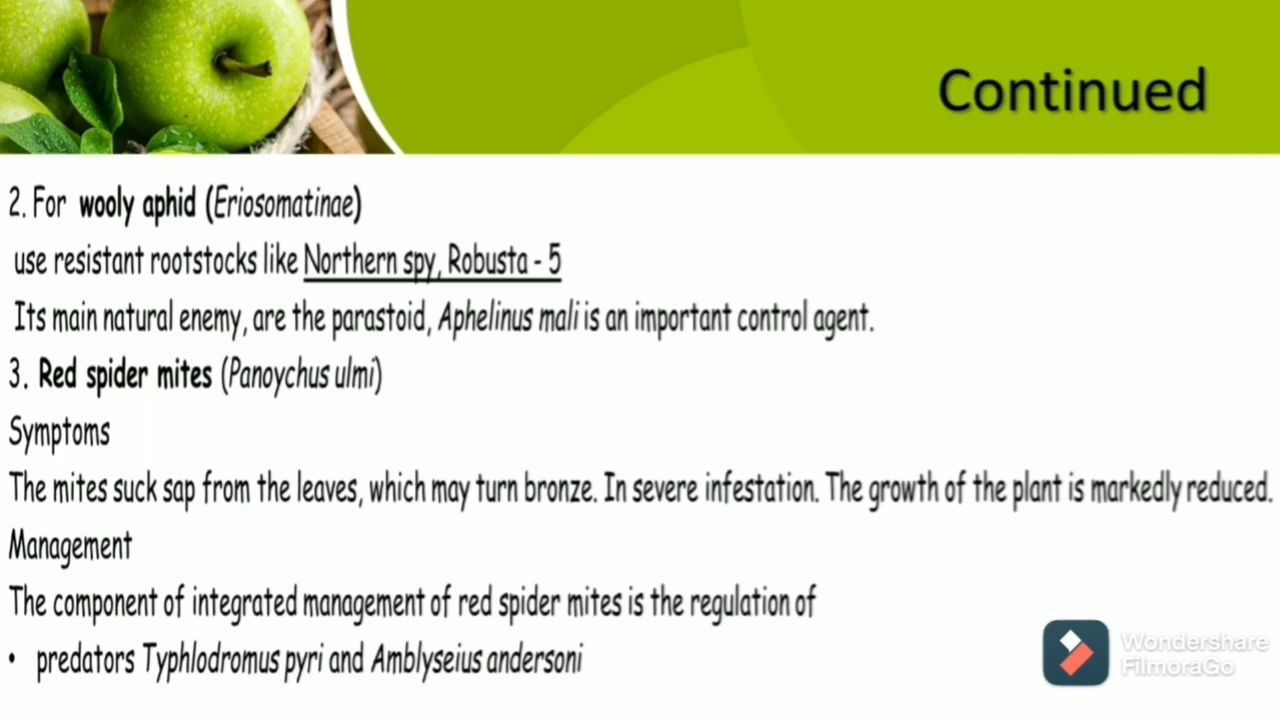 Continued
2. For wooly aphid (Eriosomatinae)
use resistant rootstocks like Northern spy, Robusta - 5
Its main natural enemy, are the parastoid, Aphelinus mali is an important control agent.
3. Red spider mites (Panoychus ulmi)
Symptoms
The mites suck sap from the leaves, which may turn bronze. In severe infestation. The growth of the plant is markedly reduced.
Management
The component of integrated management of red spider mites is the regulation of
• predators Typhlodromus pyri and Amblyseius andersoni
Wondershare
FilmoraGo